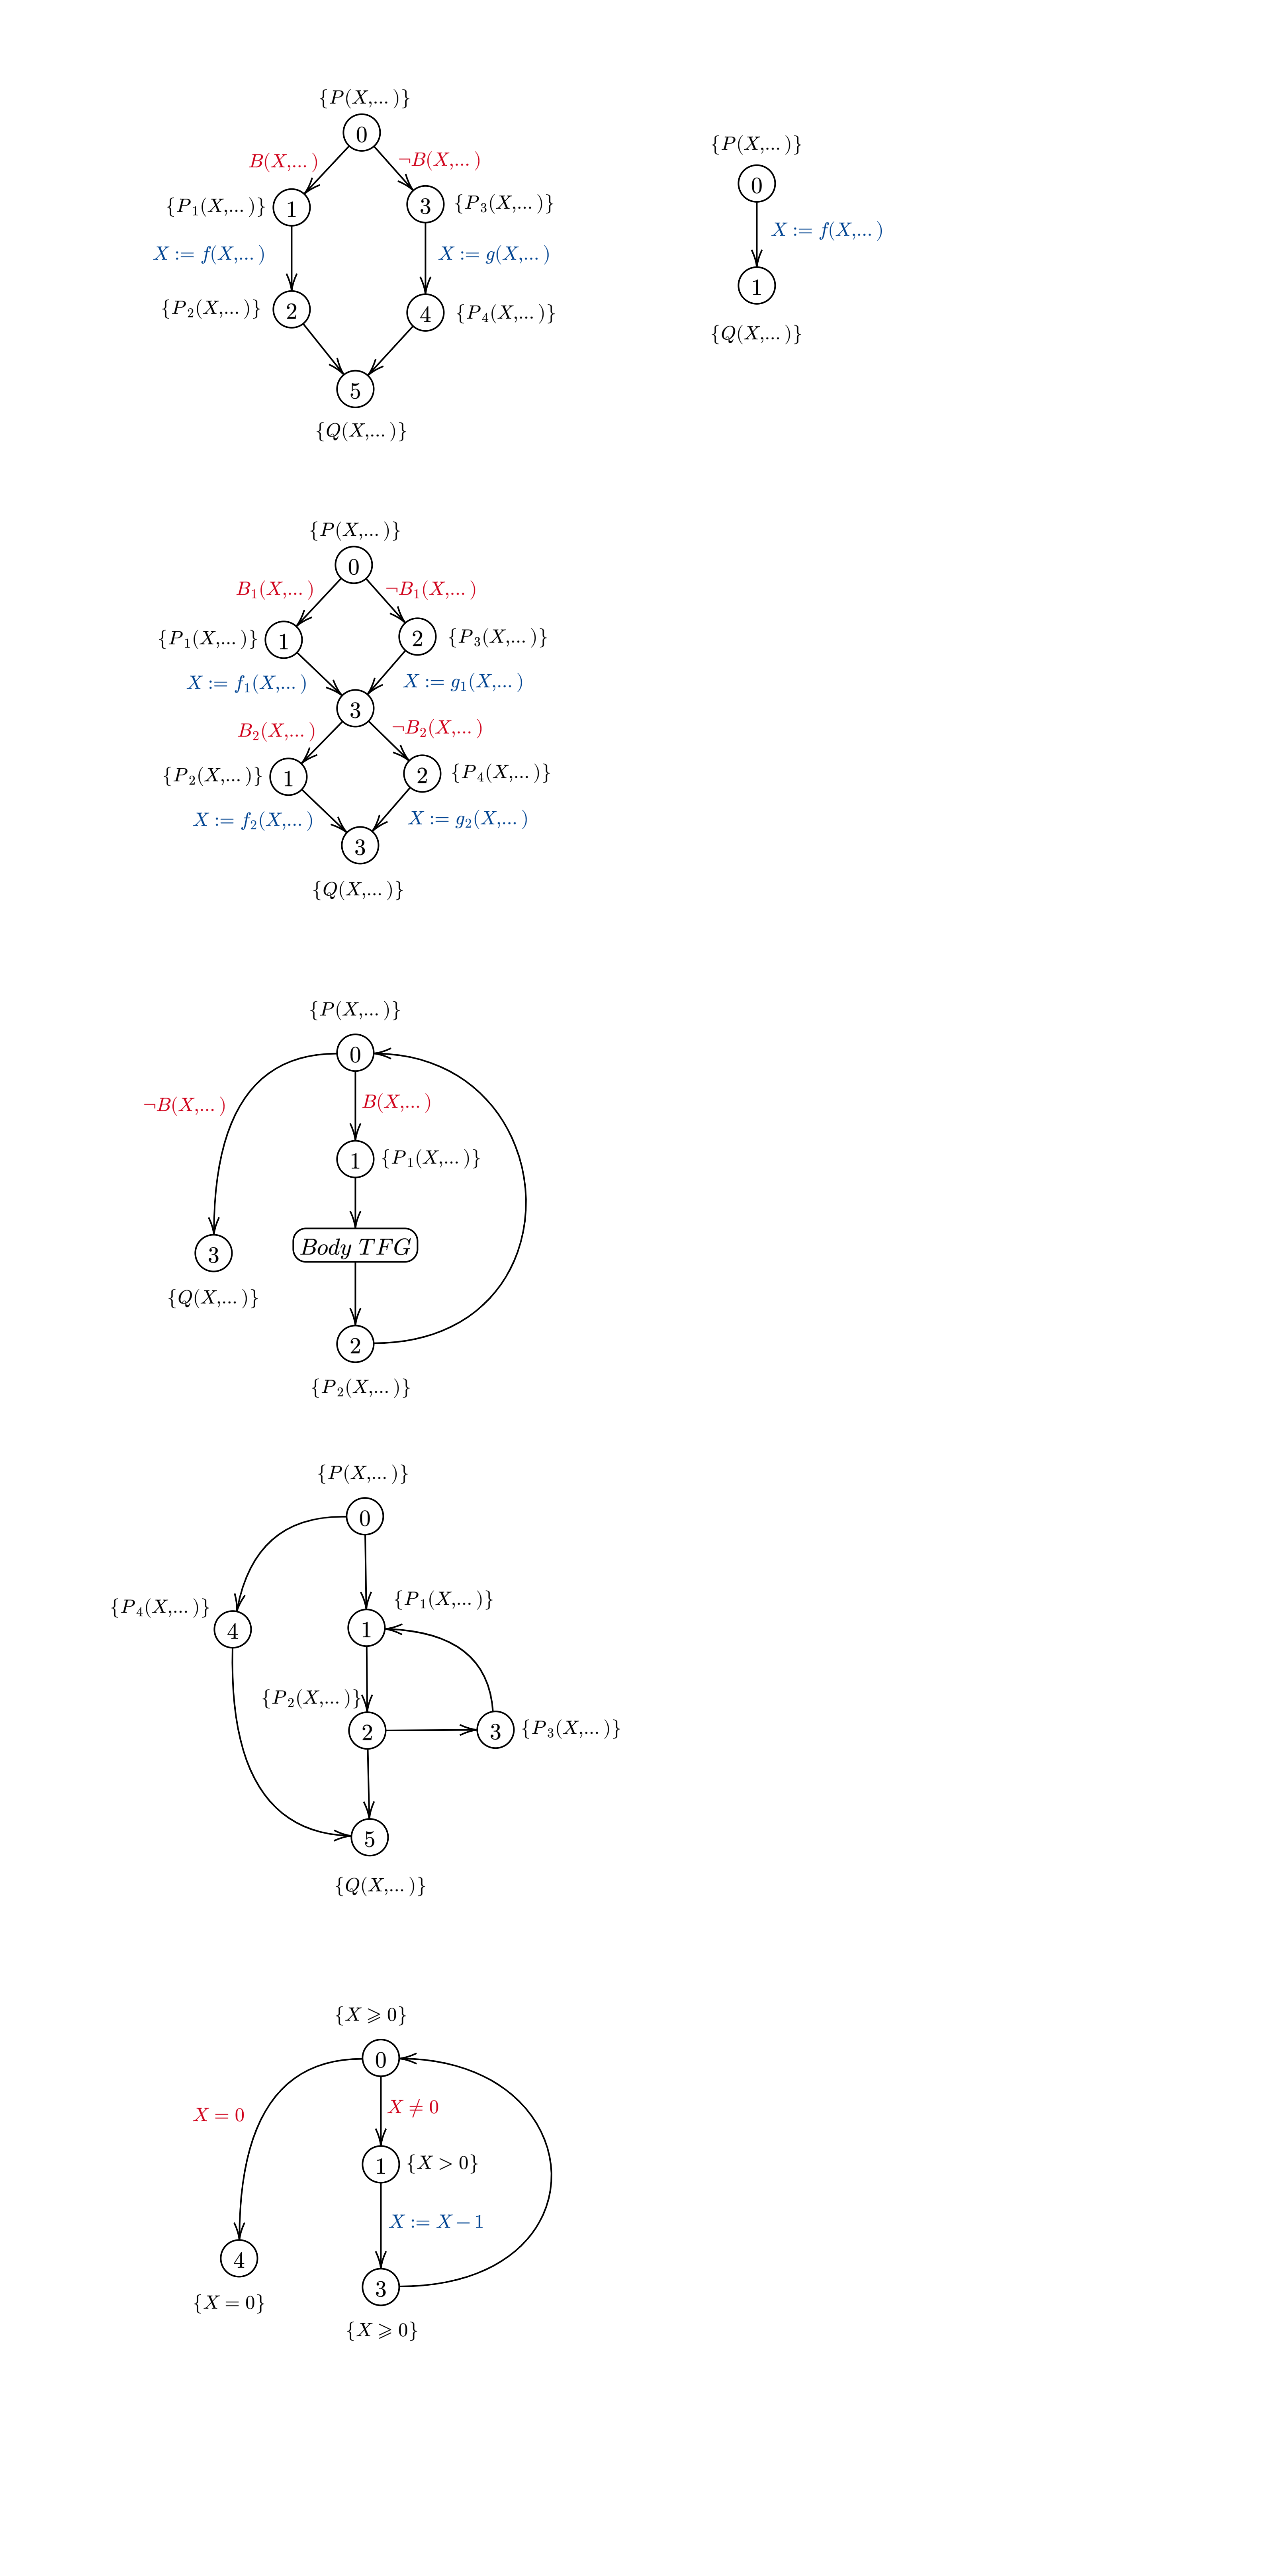 {P(X,...)}
0
B(X,...) ¬B(X,...)
{P₁(X,...)} 1 3 {P₃(X,...)}
X := f(X,...) X := g(X,...)
{P₂(X,...)} 2 4 {P₄(X,...)}
5
{Q(X,...)}
{P(X,...)}
0
X := f(X,...)
1
{Q(X,...)}
{P(X,...)}
0
B₁(X,...) ¬B₁(X,...)
{P₁(X,...)} 1 2 {P₃(X,...)}
X := f₁(X,...) X := g₁(X,...)
3
B₂(X,...) ¬B₂(X,...)
{P₂(X,...)} 1 2 {P₄(X,...)}
X := f₂(X,...) X := g₂(X,...)
3
{Q(X,...)}
{P(X,...)}
0
¬B(X,...) B(X,...)
1 {P₁(X,...)}
Body TFG
3
{Q(X,...)}
2
{P₂(X,...)}
{P(X,...)}
0
{P₁(X,...)}
{P₄(X,...)}
4 1
{P₂(X,...)}
2 3 {P₃(X,...)}
5
{Q(X,...)}
{X ⩾ 0}
0
X = 0 X ≠ 0
1 {X > 0}
X := X − 1
4
3
{X = 0}
{X ⩾ 0}